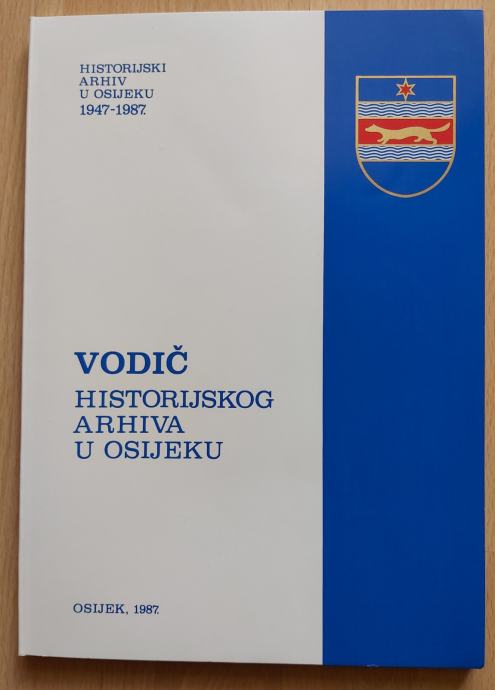 HISTORIJSKI
ARHIV
U OSIJEKU
1947-1987.
VODIČ
HISTORIJSKOG
ARHIVA
U OSIJEKU
OSIJEK, 1987.